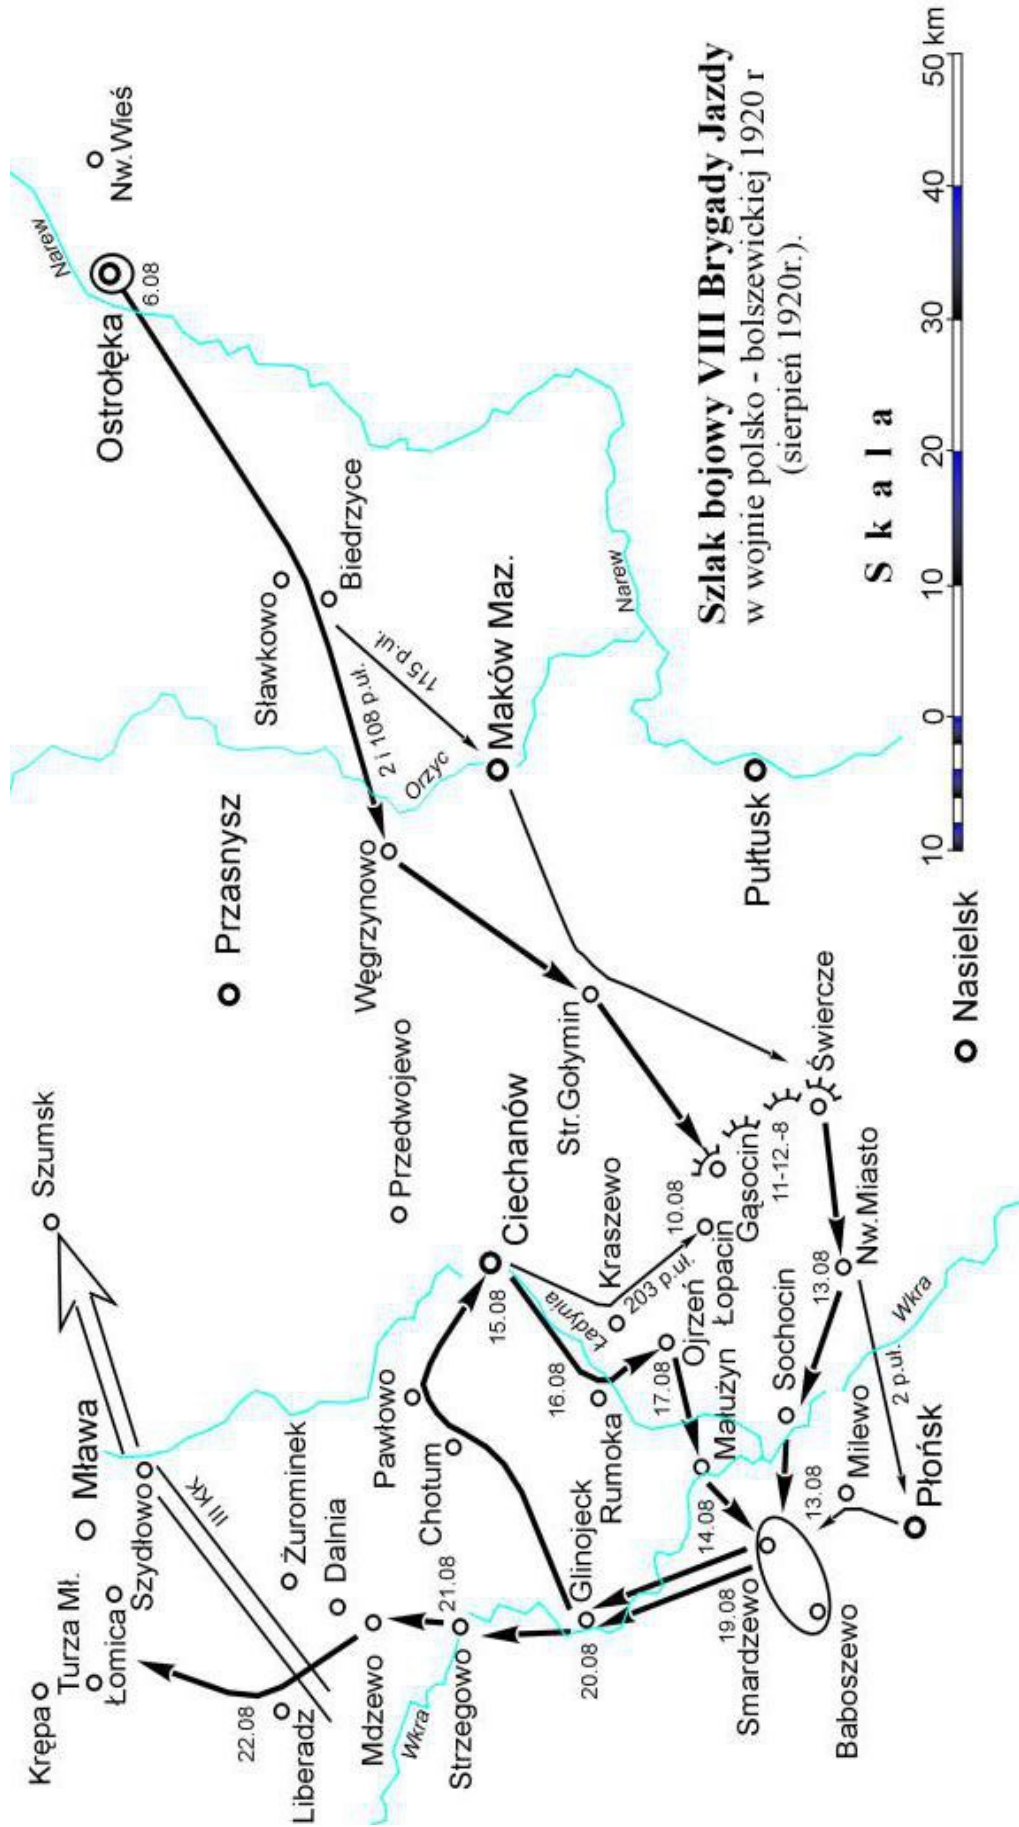 Szlak bojowy VIII Brygady Jazdy
w wojnie polsko - bolszewickiej 1920 r
(sierpień 1920r.).
S k a l a
10
0
10
20
30
40
50 km
Krępa
Turza Mł.
Łomica
Szydłowo
Mława
Szumsk
III KK
22.08
Liberadz
Żurominek
Dalnia
Mdzewo
Wkra
Strzegowo
21.08
Chotum
Pawłowo
20.08
Glinojeck
Rumoka
16.08
15.08
Ciechanów
Przedwojewo
Przasnysz
Węgrzynowo
Orzyc
2 i 108 p.uł.
115 p.uł.
Sławkowo
Biedrzyce
Ostrołęka
6.08
Narew
Nw.Wieś
Maków Maz.
Narew
Pułtusk
Nasielsk
Str.Gołymin
Kraszewo
Ładynia
203 p.uł.
10.08
Ojrzeń
17.08
Łopacin
Gąsocin
11-12.-8
Świercze
Małużyn
14.08
Sochocin
13.08
Nw.Miasto
Wkra
2 p.uł.
Milewo
13.08
Płońsk
19.08
Smardzewo
Baboszewo